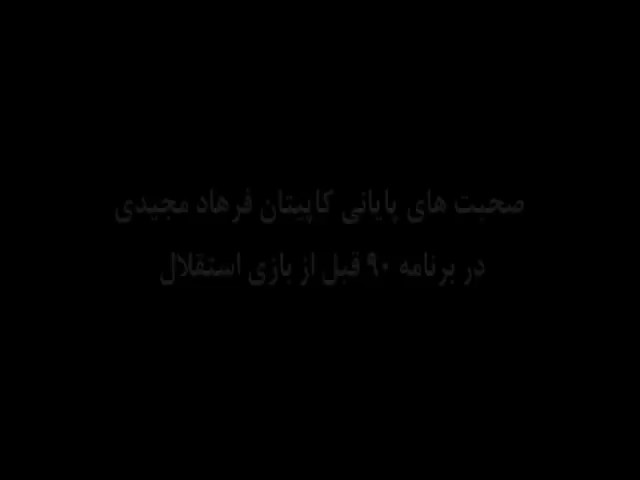 صحبت های پایانی کاپیتان فرهاد مجیدی
در برنامه ۹۰ قبل از بازی استقلال